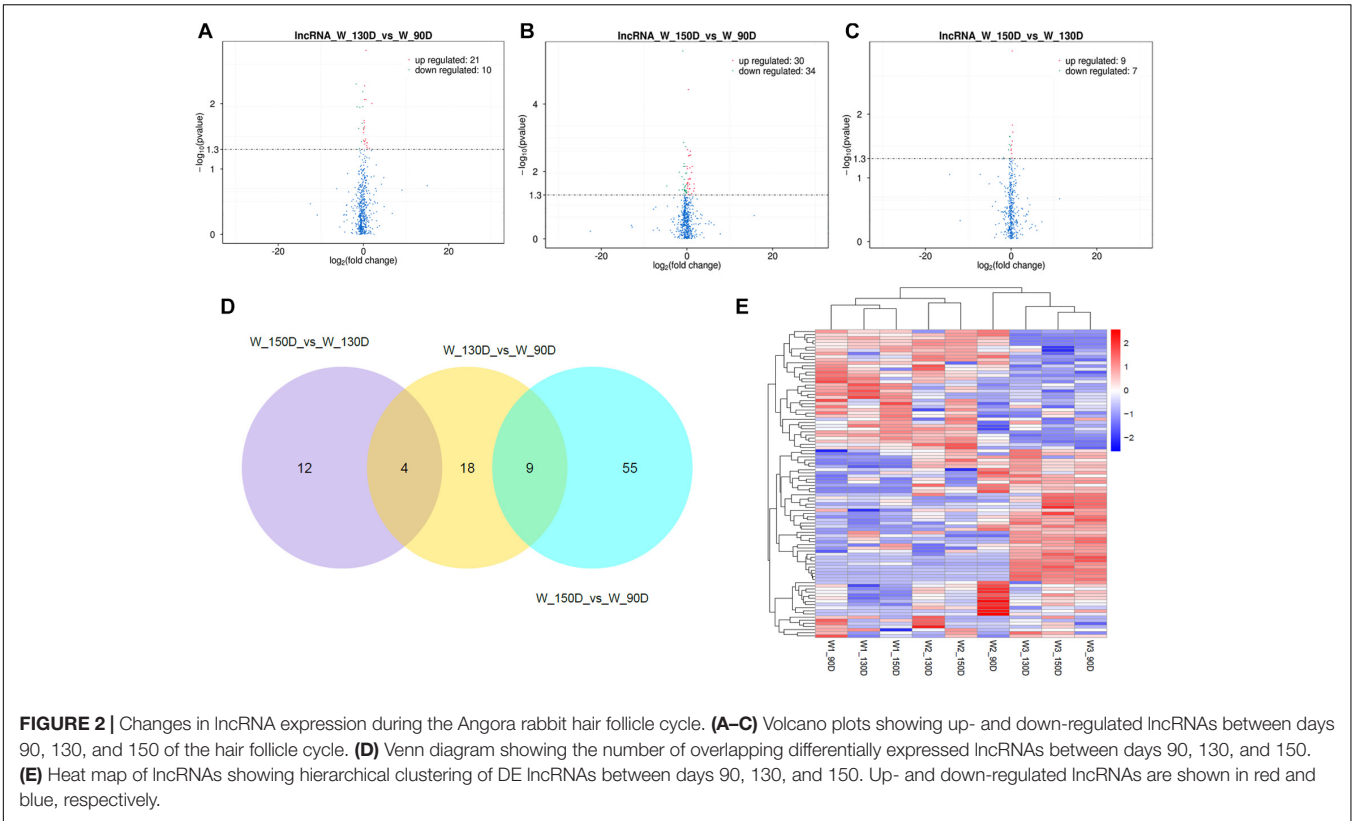 A
lncRNA_W_130D_vs_W_90D
up regulated: 21
down regulated: 10
2
1.3
1
0
−log10(pvalue)
-20
0
20
log2(fold change)
B
lncRNA_W_150D_vs_W_90D
up regulated: 30
down regulated: 34
4
2
1.3
0
−log10(pvalue)
-20
0
20
log2(fold change)
C
lncRNA_W_150D_vs_W_130D
up regulated: 9
down regulated: 7
2
1.3
1
0
−log10(pvalue)
-20
0
20
log2(fold change)
D
W_150D_vs_W_130D
W_130D_vs_W_90D
12
4
18
9
55
W_150D_vs_W_90D
E
2
1
0
−1
−2
W1_90D
W1_130D
W1_150D
W2_130D
W2_150D
W2_90D
W3_130D
W3_150D
W3_90D
FIGURE 2 | Changes in lncRNA expression during the Angora rabbit hair follicle cycle. (A–C) Volcano plots showing up- and down-regulated lncRNAs between days
90, 130, and 150 of the hair follicle cycle. (D) Venn diagram showing the number of overlapping differentially expressed lncRNAs between days 90, 130, and 150.
(E) Heat map of lncRNAs showing hierarchical clustering of DE lncRNAs between days 90, 130, and 150. Up- and down-regulated lncRNAs are shown in red and
blue, respectively.